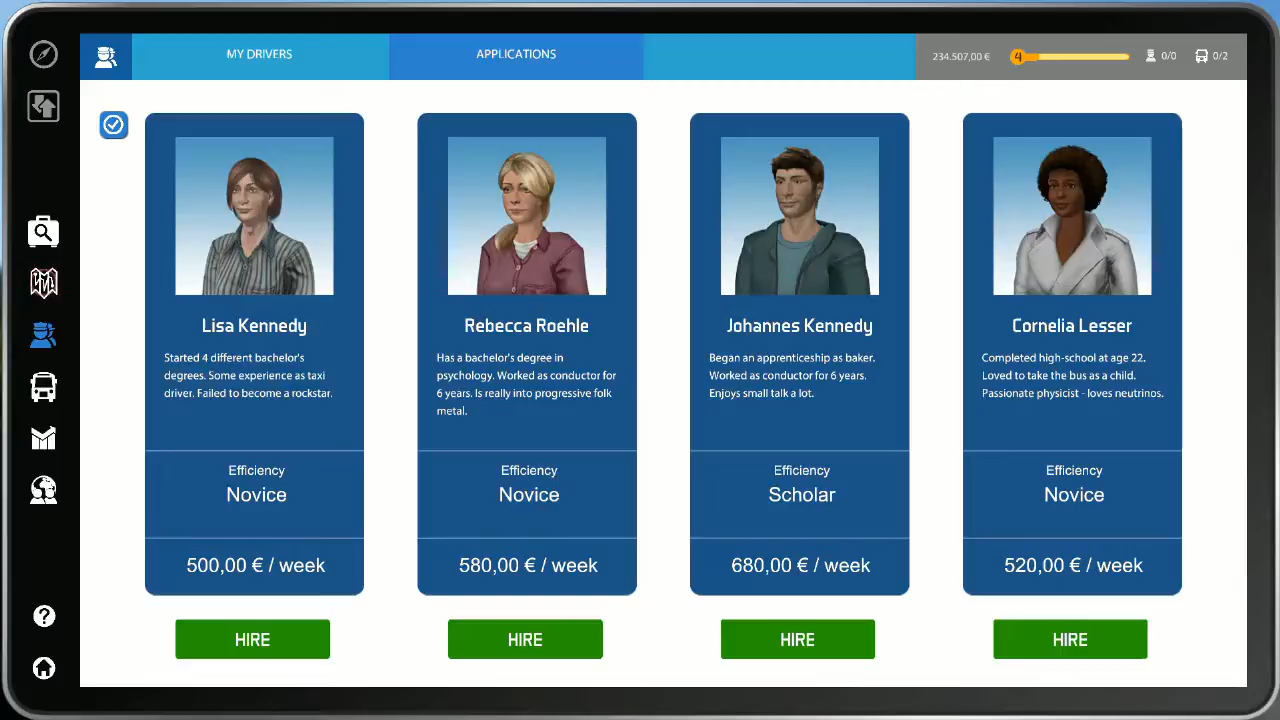 MY DRIVERS
APPLICATIONS
234.507,00 €
4
0/0
0/2
Lisa Kennedy
Started 4 different bachelor's
degrees. Some experience as taxi
driver. Failed to become a rockstar.
Efficiency
Novice
500,00 € / week
HIRE
Rebecca Roehle
Has a bachelor's degree in
psychology. Worked as conductor for
6 years. Is really into progressive folk
metal.
Efficiency
Novice
580,00 € / week
HIRE
Johannes Kennedy
Began an apprenticeship as baker.
Worked as conductor for 6 years.
Enjoys small talk a lot.
Efficiency
Scholar
680,00 € / week
HIRE
Cornelia Lesser
Completed high-school at age 22.
Loved to take the bus as a child.
Passionate physicist - loves neutrinos.
Efficiency
Novice
520,00 € / week
HIRE